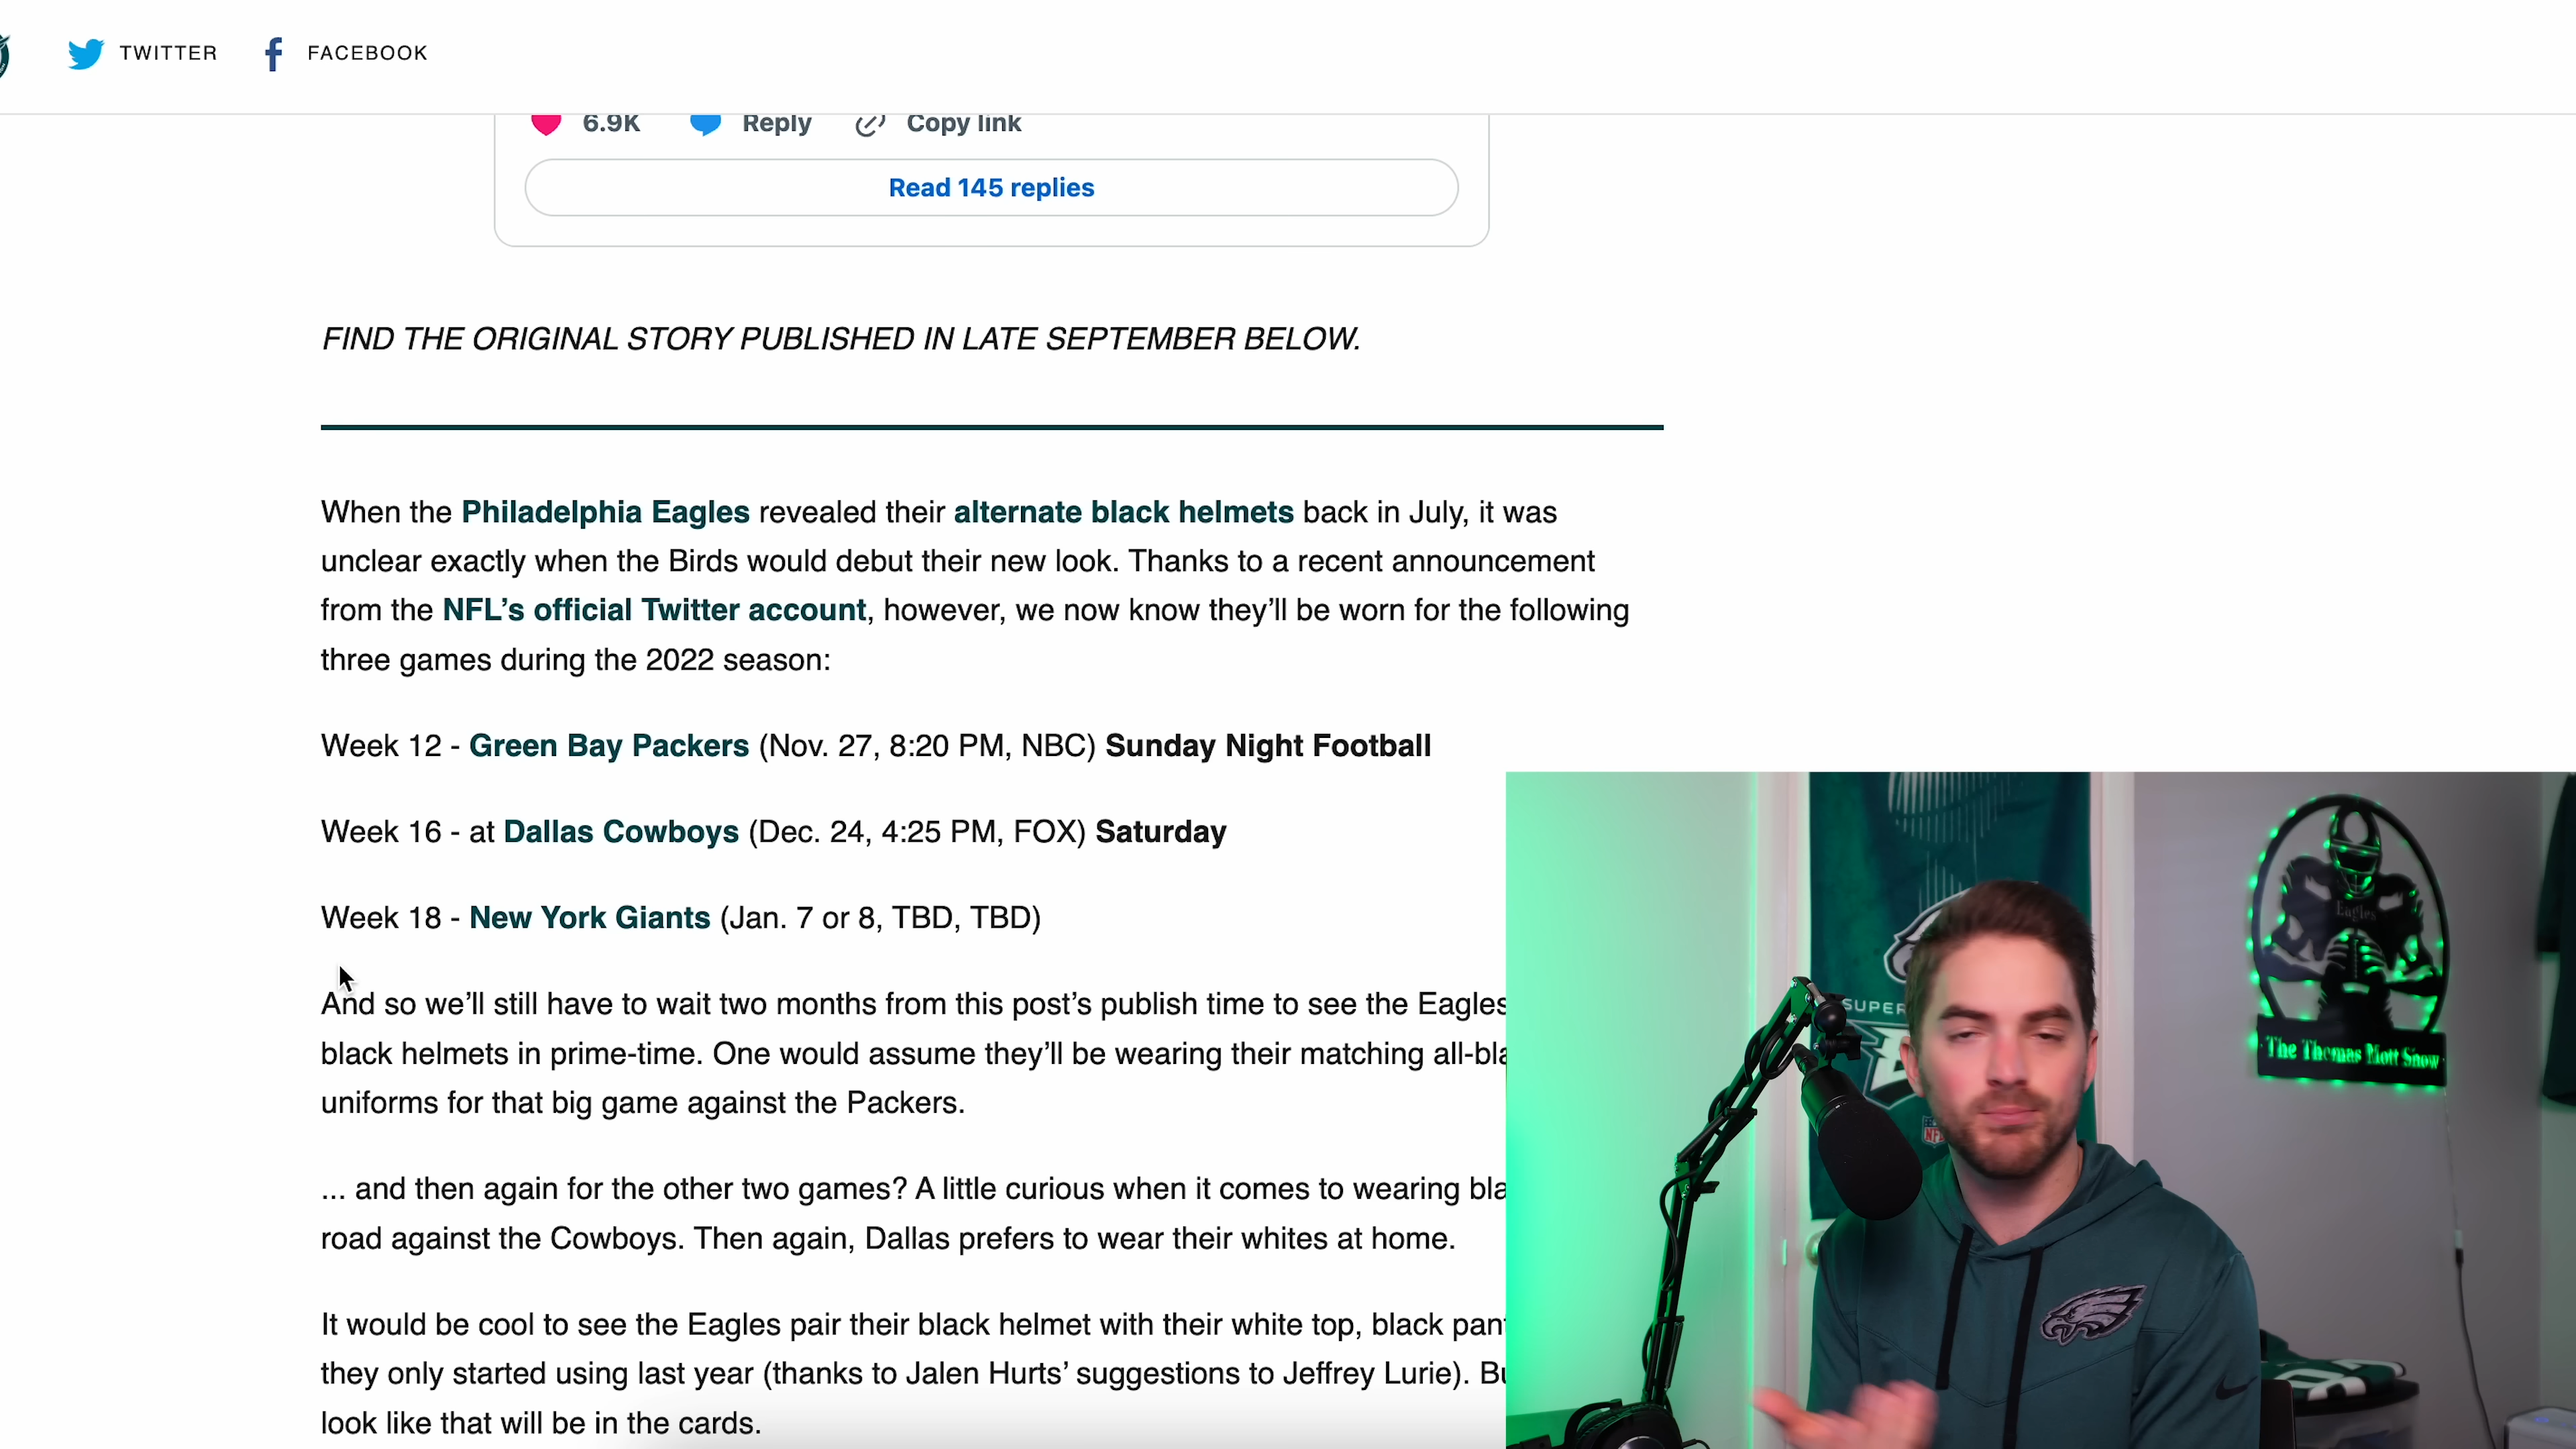 TWITTER
FACEBOOK
6.9K Reply Copy link
Read 145 replies
FIND THE ORIGINAL STORY PUBLISHED IN LATE SEPTEMBER BELOW.
When the Philadelphia Eagles revealed their alternate black helmets back in July, it was
unclear exactly when the Birds would debut their new look. Thanks to a recent announcement
from the NFL’s official Twitter account, however, we now know they’ll be worn for the following
three games during the 2022 season:
Week 12 - Green Bay Packers (Nov. 27, 8:20 PM, NBC) Sunday Night Football
Week 16 - at Dallas Cowboys (Dec. 24, 4:25 PM, FOX) Saturday
Week 18 - New York Giants (Jan. 7 or 8, TBD, TBD)
And so we’ll still have to wait two months from this post’s publish time to see the Eagles
black helmets in prime-time. One would assume they’ll be wearing their matching all-bla
uniforms for that big game against the Packers.
... and then again for the other two games? A little curious when it comes to wearing bla
road against the Cowboys. Then again, Dallas prefers to wear their whites at home.
It would be cool to see the Eagles pair their black helmet with their white top, black pan
they only started using last year (thanks to Jalen Hurts’ suggestions to Jeffrey Lurie). Bu
look like that will be in the cards.
Eagles
The Thomas Mott Show
SUPER
NFL